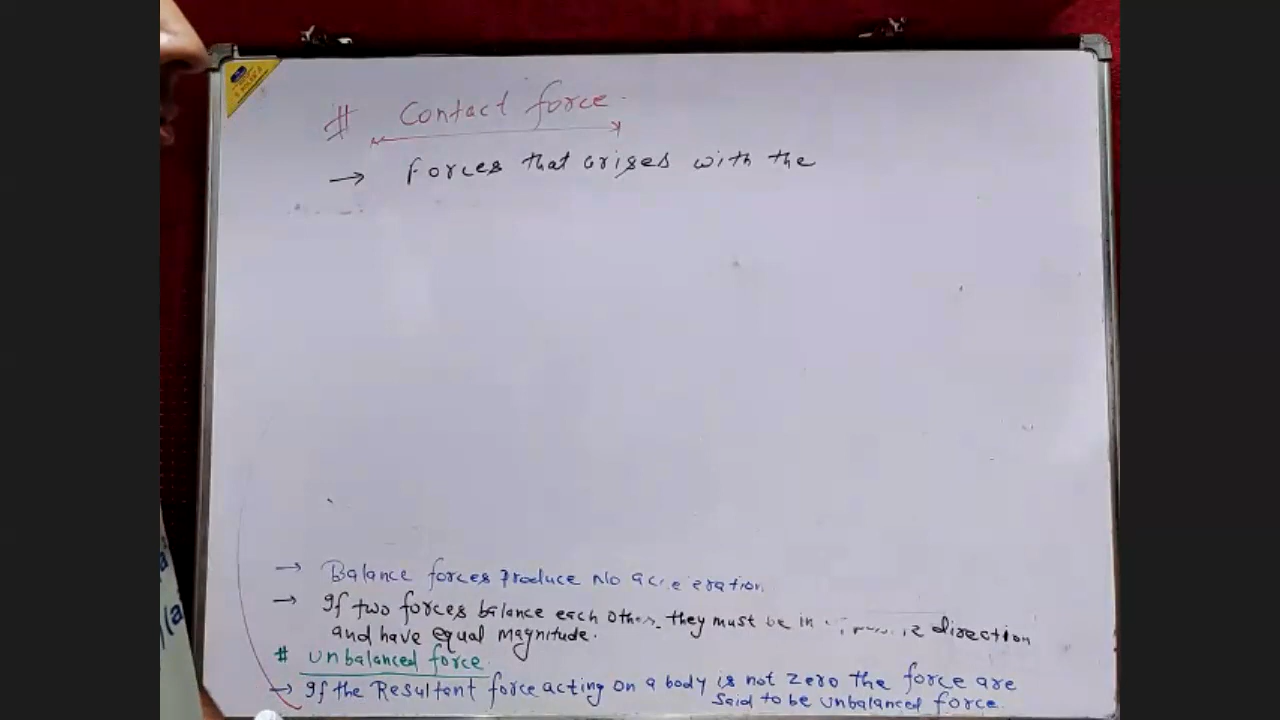 # Contact force
→ Forces that arises with the
→ Balance forces produce No
→ If two forces balance each other they must be in direction
and have equal magnitude.
# unbalanced force
→ If the Resultant force acting on a body is not zero the force are
said to be unbalanced force.